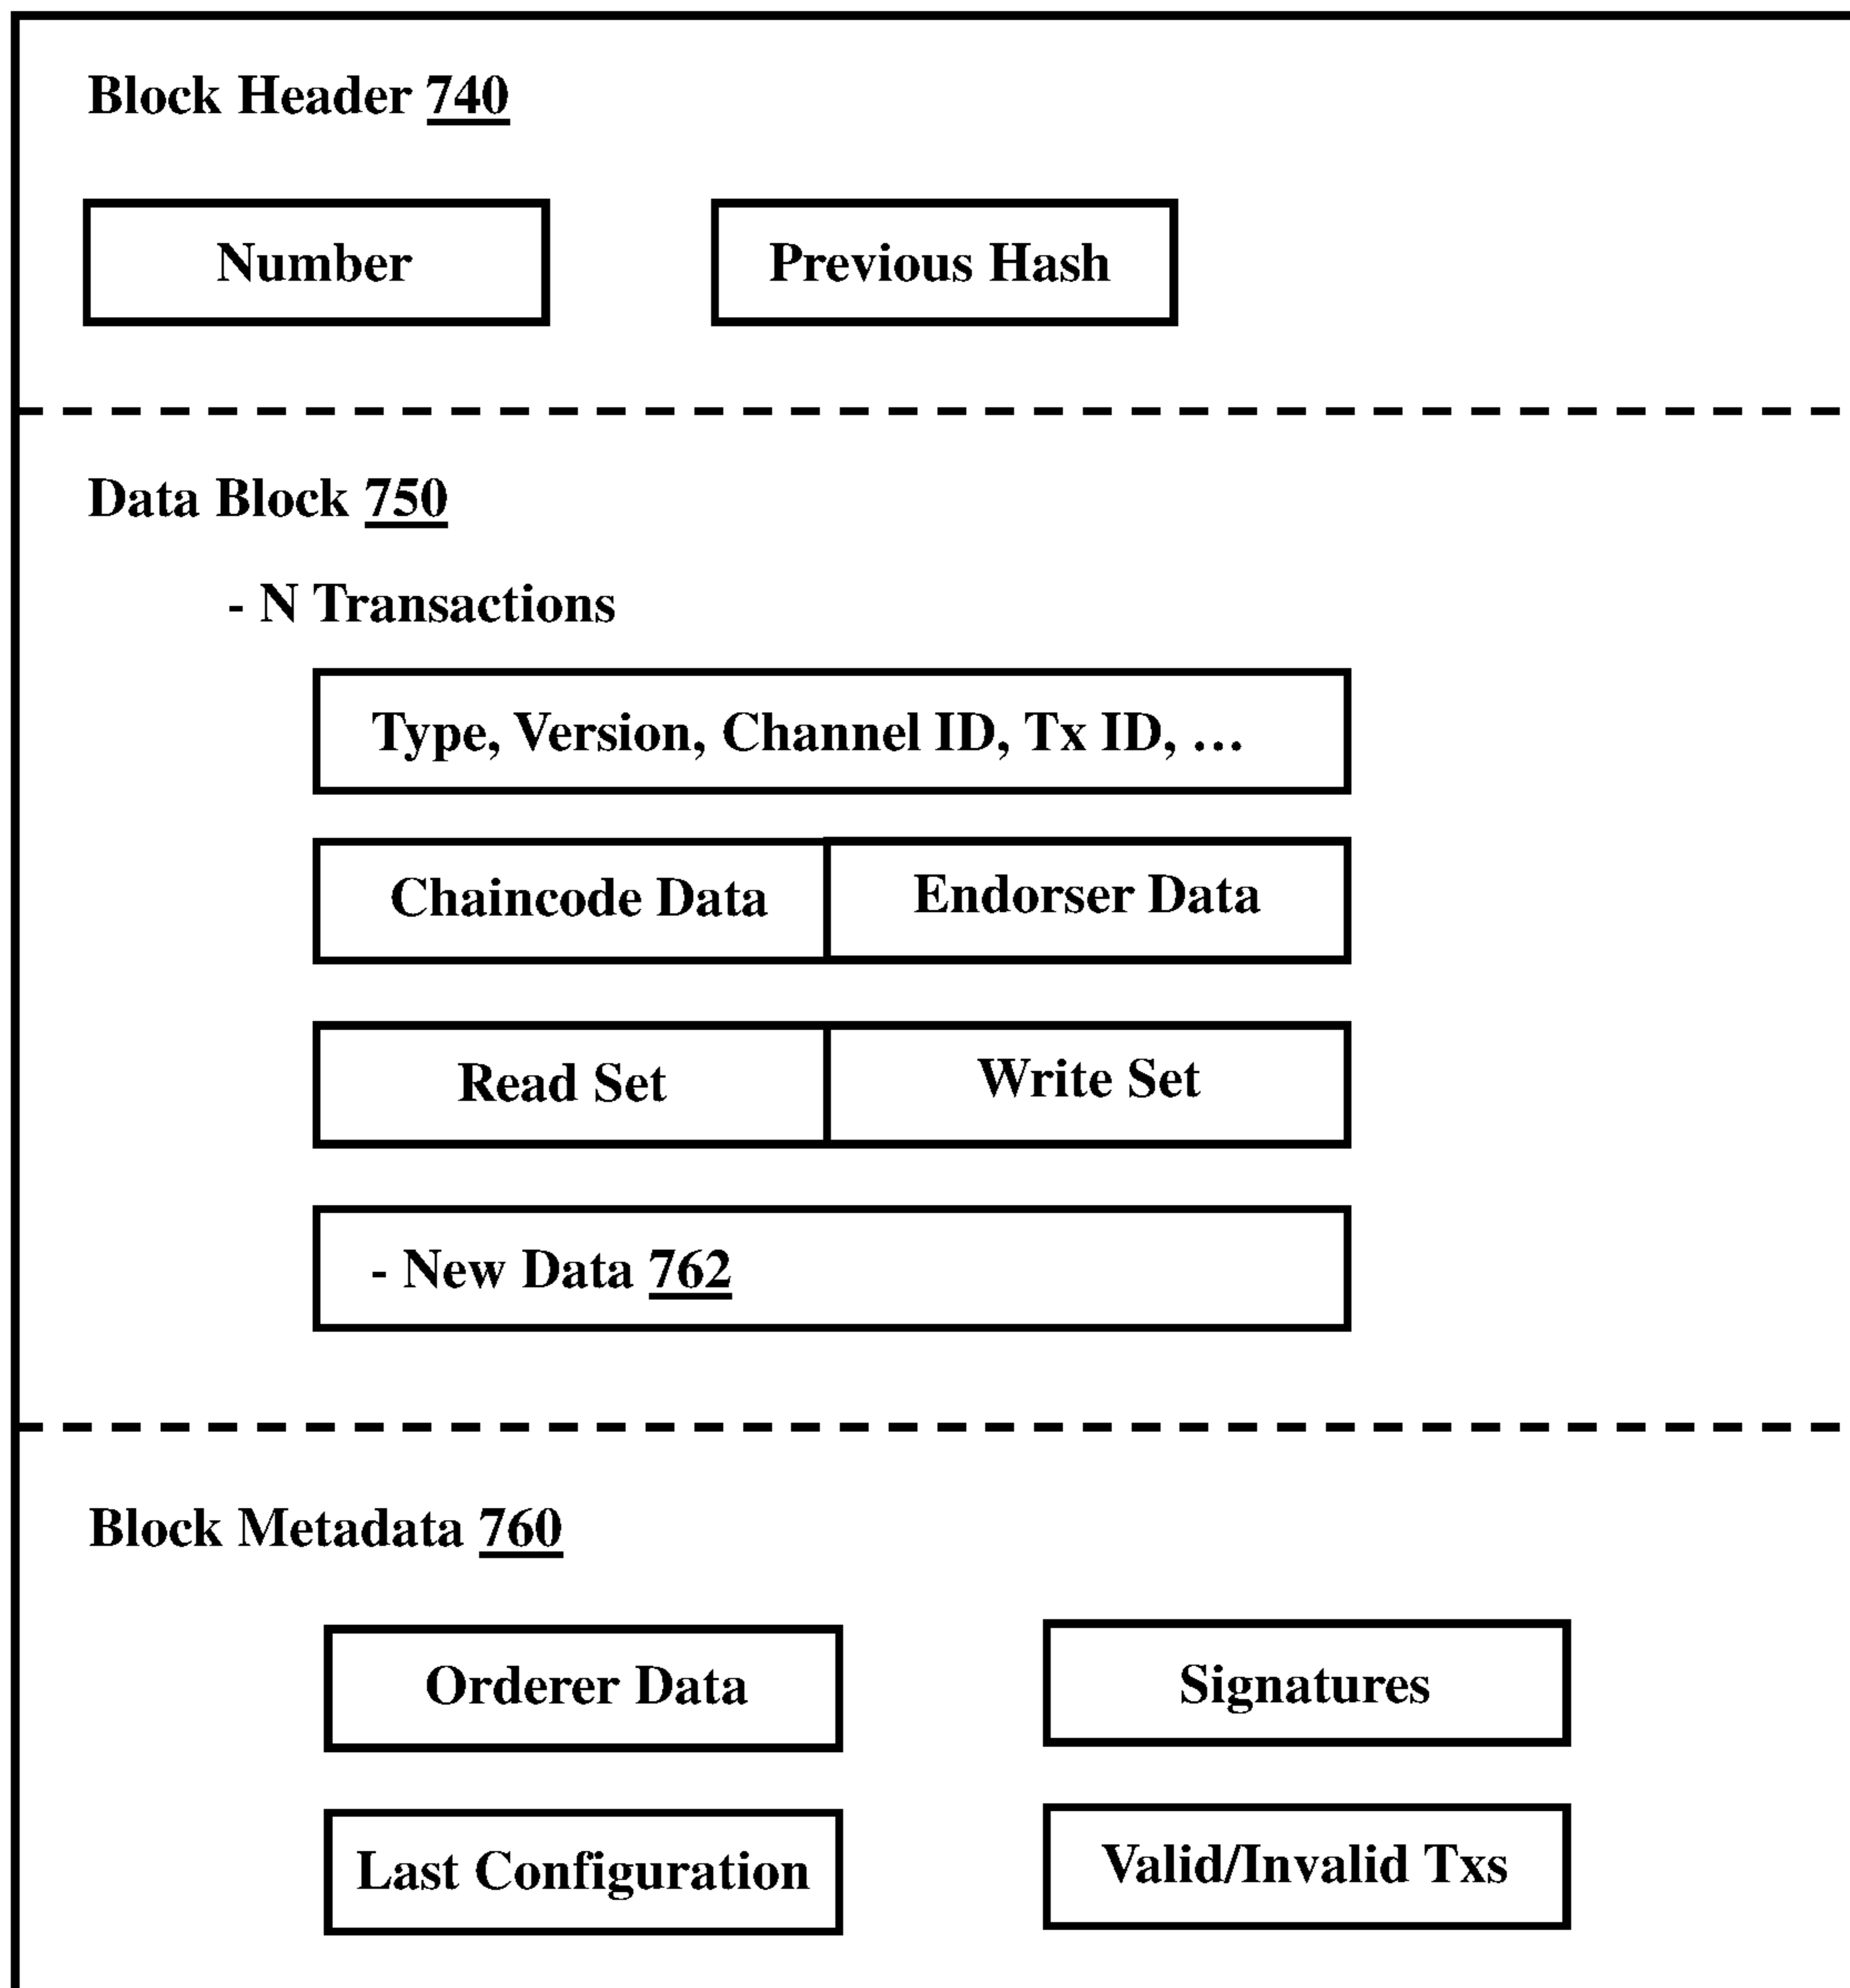 Block Header 740
Number
Previous Hash
Data Block 750
- N Transactions
Type, Version, Channel ID, Tx ID, …
Chaincode Data
Endorser Data
Read Set
Write Set
- New Data 762
Block Metadata 760
Orderer Data
Signatures
Last Configuration
Valid/Invalid Txs